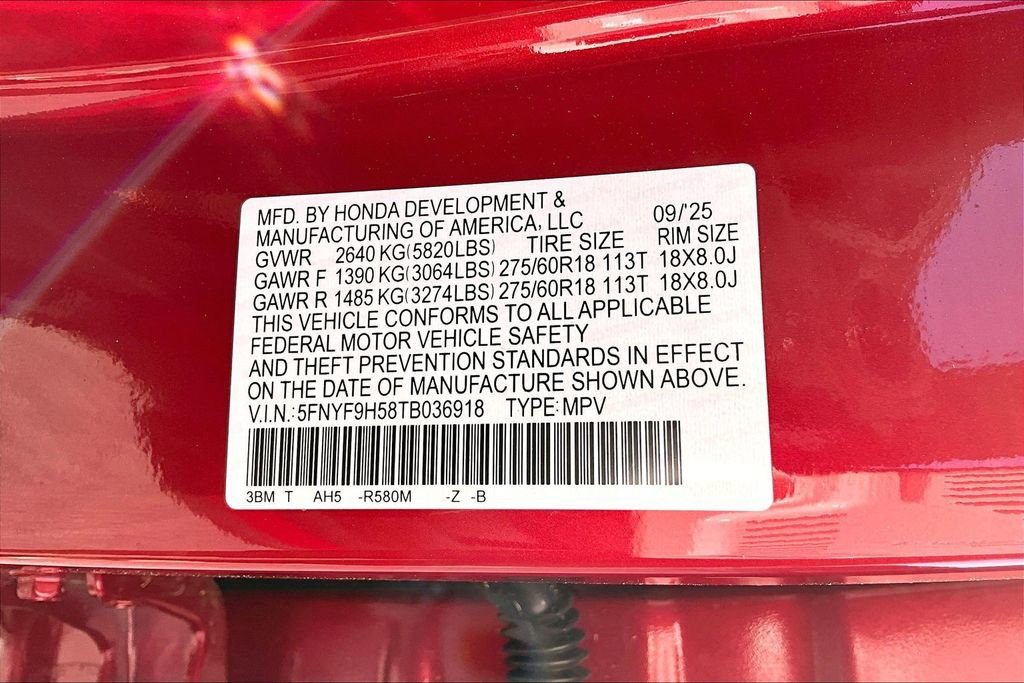 MFD. BY HONDA DEVELOPMENT &
MANUFACTURING OF AMERICA, LLC 09/'25
GVWR 2640 KG(5820LBS) TIRE SIZE RIM SIZE
GAWR F 1390 KG(3064LBS) 275/60R18 113T 18X8.0J
GAWR R 1485 KG(3274LBS) 275/60R18 113T 18X8.0J
THIS VEHICLE CONFORMS TO ALL APPLICABLE
FEDERAL MOTOR VEHICLE SAFETY
AND THEFT PREVENTION STANDARDS IN EFFECT
ON THE DATE OF MANUFACTURE SHOWN ABOVE.
V.I.N.:5FNYF9H58TB036918 TYPE:MPV
3BM T AH5 -R580M -Z -B